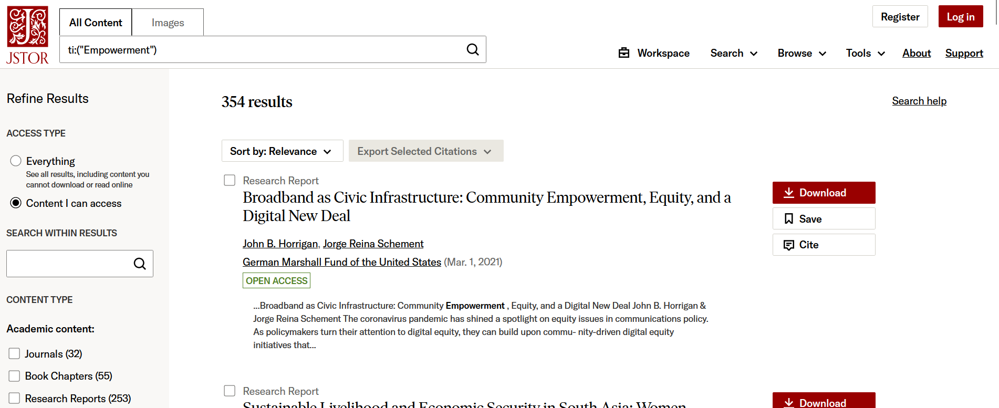 JSTOR
All Content
Images
ti:("Empowerment")
Register
Log in
Workspace
Search
Browse
Tools
About
Support
Refine Results
ACCESS TYPE
Everything
See all results, including content you
cannot download or read online
Content I can access
SEARCH WITHIN RESULTS
CONTENT TYPE
Academic content:
Journals (32)
Book Chapters (55)
Research Reports (253)
354 results
Search help
Sort by: Relevance
Export Selected Citations
Research Report
Broadband as Civic Infrastructure: Community Empowerment, Equity, and a
Digital New Deal
John B. Horrigan, Jorge Reina Schement
German Marshall Fund of the United States (Mar. 1, 2021)
OPEN ACCESS
...Broadband as Civic Infrastructure: Community Empowerment , Equity, and a Digital New Deal John B. Horrigan &
Jorge Reina Schement The coronavirus pandemic has shined a spotlight on equity issues in communications policy.
As policymakers turn their attention to digital equity, they can build upon commu- nity-driven digital equity
initiatives that...
Download
Save
Cite
Research Report
Sustainable Livelihood and Economic Security in South Asia: Women
Download